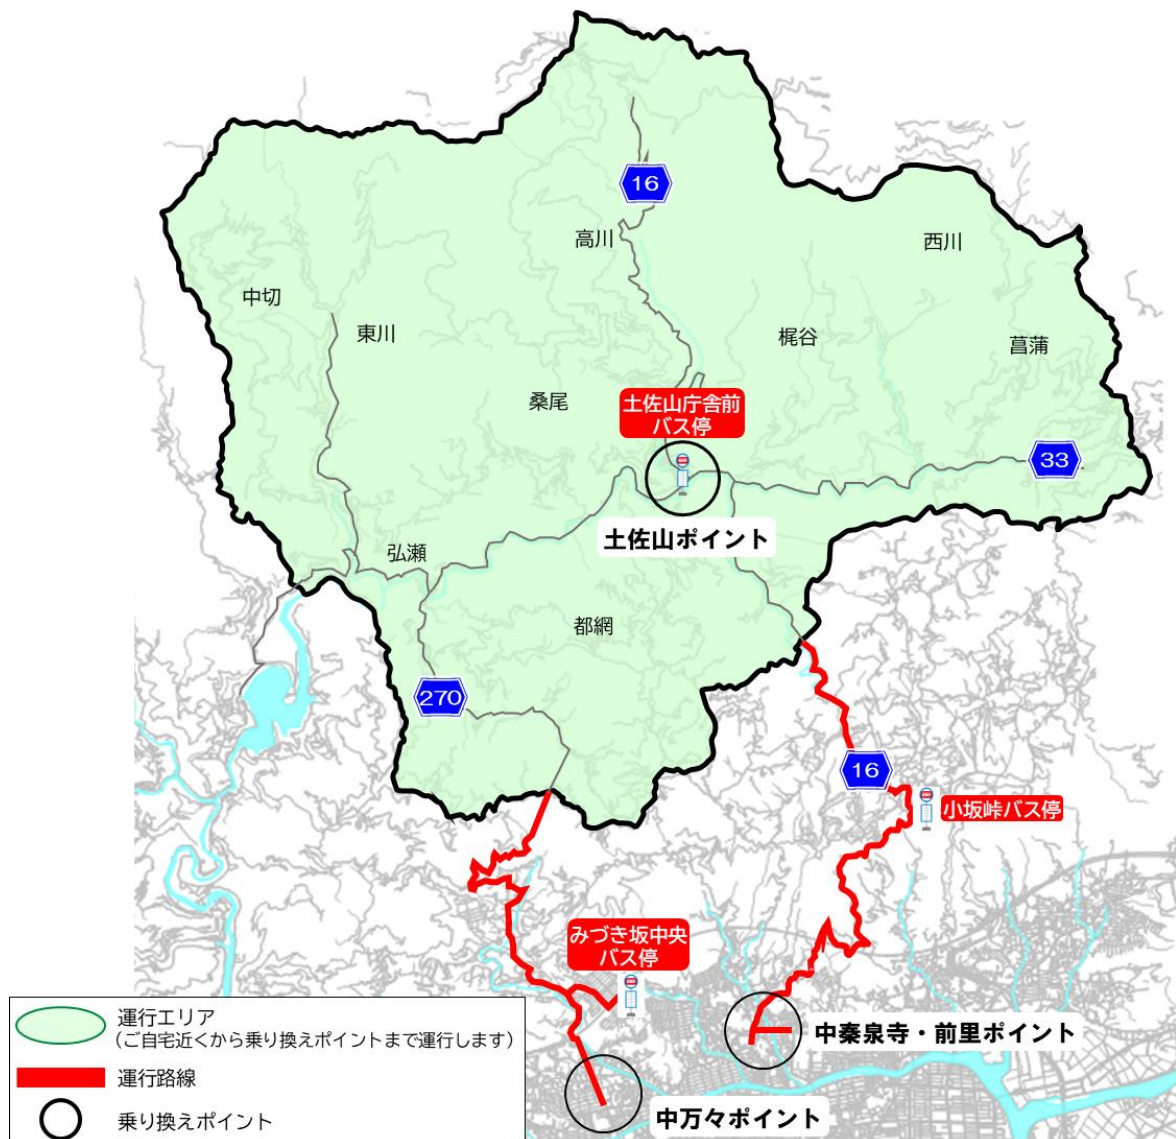 16
高川
西川
中切
東川
梶谷
菖蒲
桑尾
土佐山庁舎前
バス停
33
土佐山ポイント
弘瀬
都網
270
16
小坂峠バス停
みづき坂中央
バス停
中秦泉寺・前里ポイント
中万々ポイント
運行エリア
(ご自宅近くから乗り換えポイントまで運行します)
運行路線
乗り換えポイント